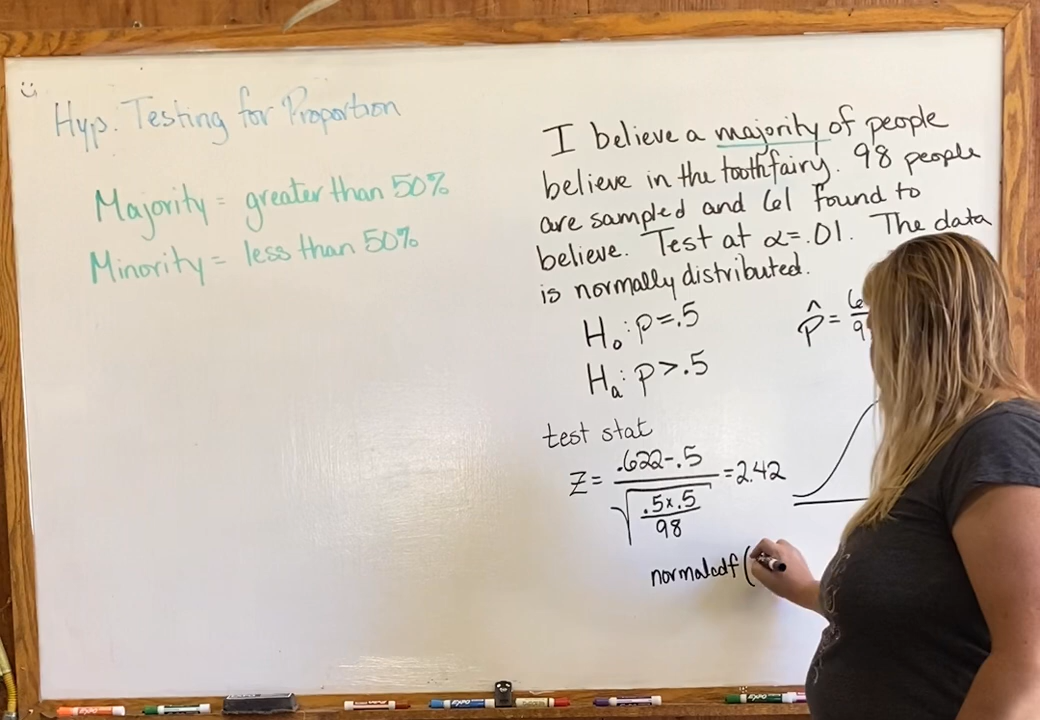 Hyp. Testing for Proportion
Majority = greater than 50%
Minority = less than 50%
I believe a majority of people
believe in the toothfairy. 98 people
are sampled and 61 found to
believe. Test at α=.01. The data
is normally distributed.
H₀: p=.5
p̂ = 6
9
Hₐ: p>.5
test stat
Z = .622-.5 / √(.5x.5 / 98) = 2.42
normalcdf (